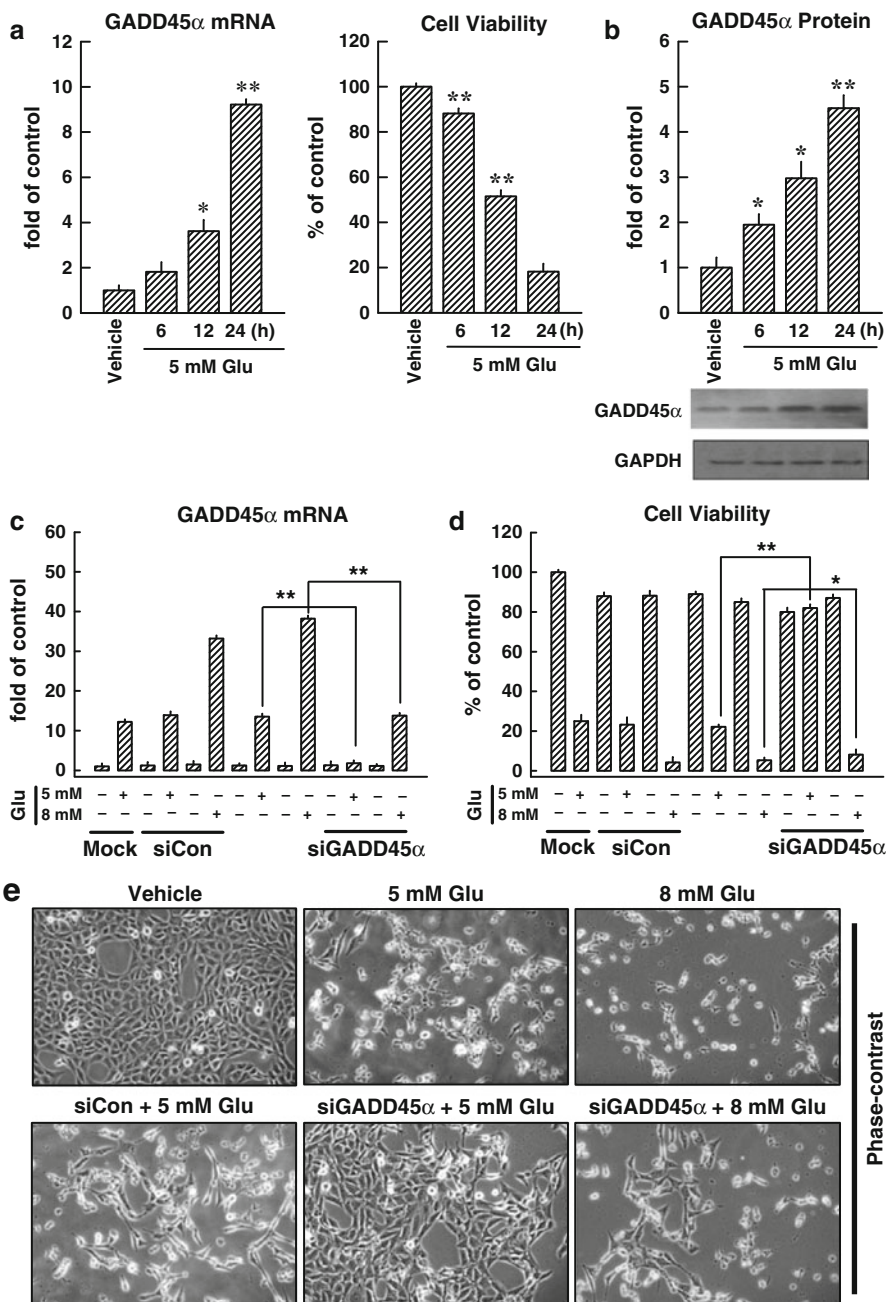 a
GADD45α mRNA
fold of control
12
10
8
6
4
2
0
*
**
Vehicle
6 12 24 (h)
5 mM Glu
Cell Viability
% of control
120
100
80
60
40
20
0
**
**
Vehicle
6 12 24 (h)
5 mM Glu
b
GADD45α Protein
fold of control
6
5
4
3
2
1
0
*
*
**
Vehicle
6 12 24 (h)
5 mM Glu
GADD45α
GAPDH
c
GADD45α mRNA
fold of control
60
50
40
30
20
10
0
**
**
Glu
5 mM − + − + − − − + − − − + − −
8 mM − − − − − + − − − + − − − +
Mock siCon siGADD45α
d
Cell Viability
% of control
120
100
80
60
40
20
0
**
*
Glu
5 mM − + − + − − − + − − − + − −
8 mM − − − − − + − − − + − − − +
Mock siCon siGADD45α
e
Vehicle 5 mM Glu 8 mM Glu
siCon + 5 mM Glu siGADD45α + 5 mM Glu siGADD45α + 8 mM Glu
Phase-contrast